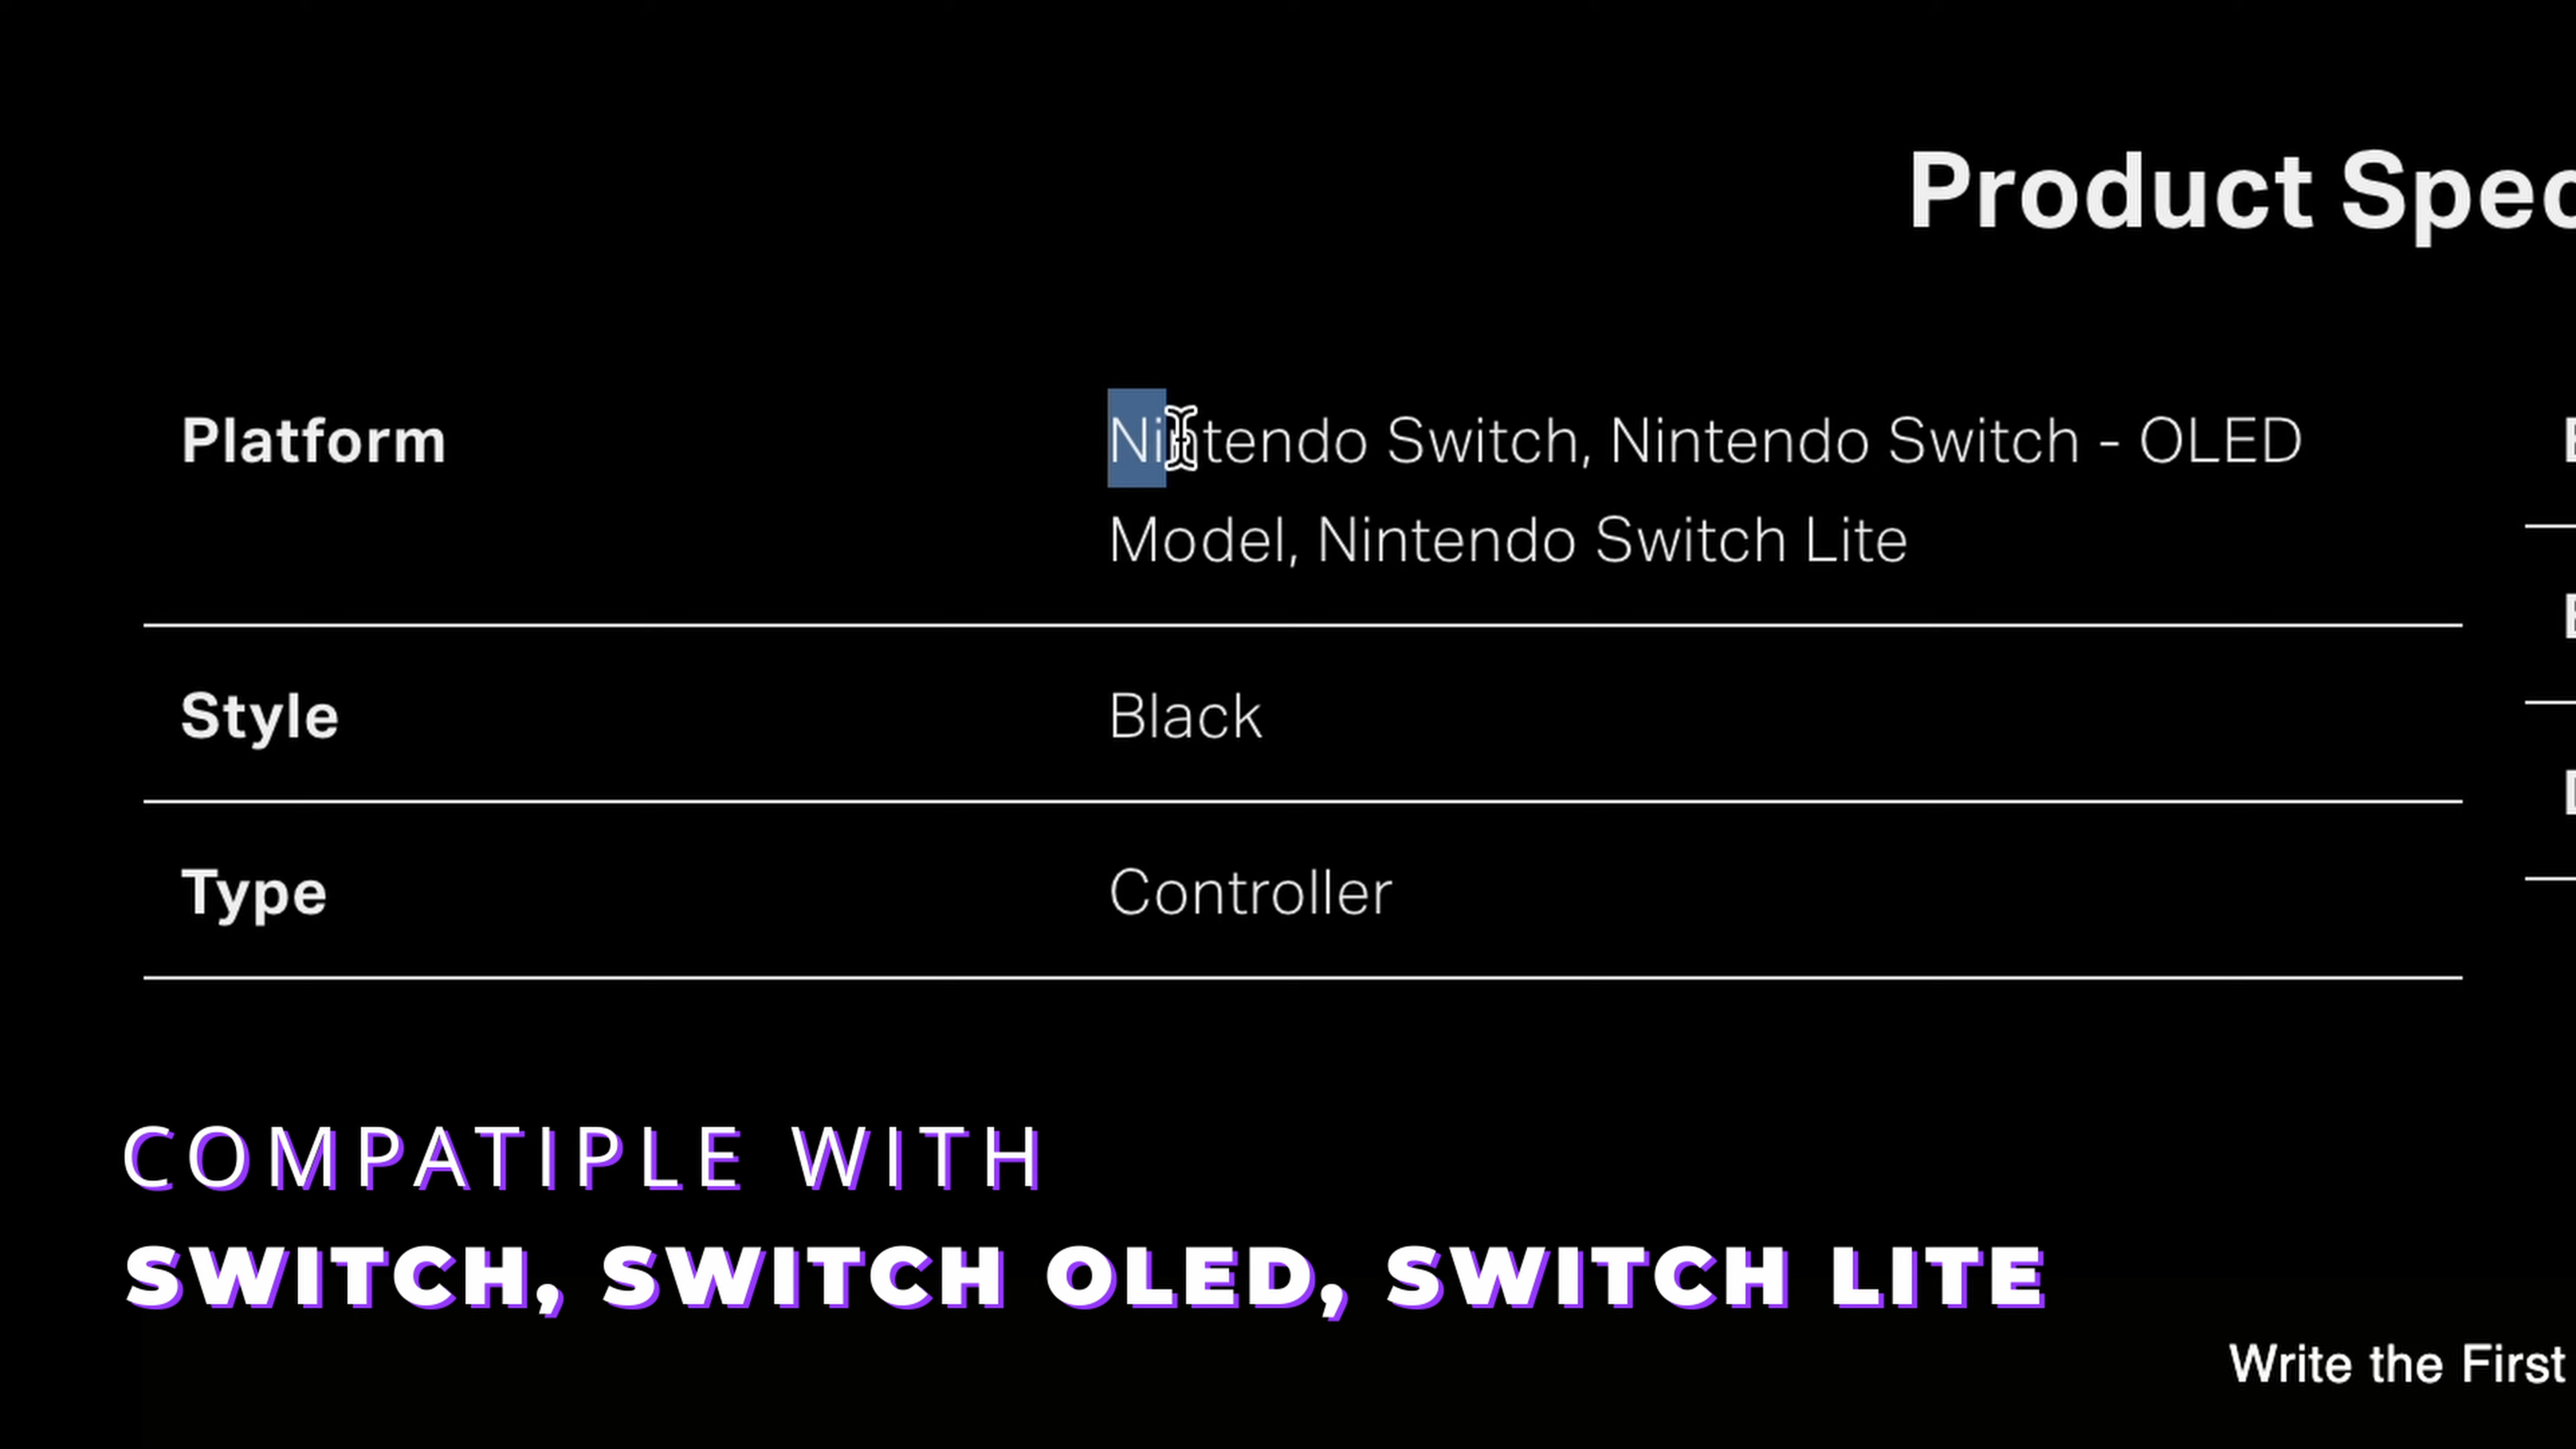 Product Spec
Platform
Nintendo Switch, Nintendo Switch - OLED
Model, Nintendo Switch Lite
Style
Black
Type
Controller
COMPATIPLE WITH
SWITCH, SWITCH OLED, SWITCH LITE
Write the First